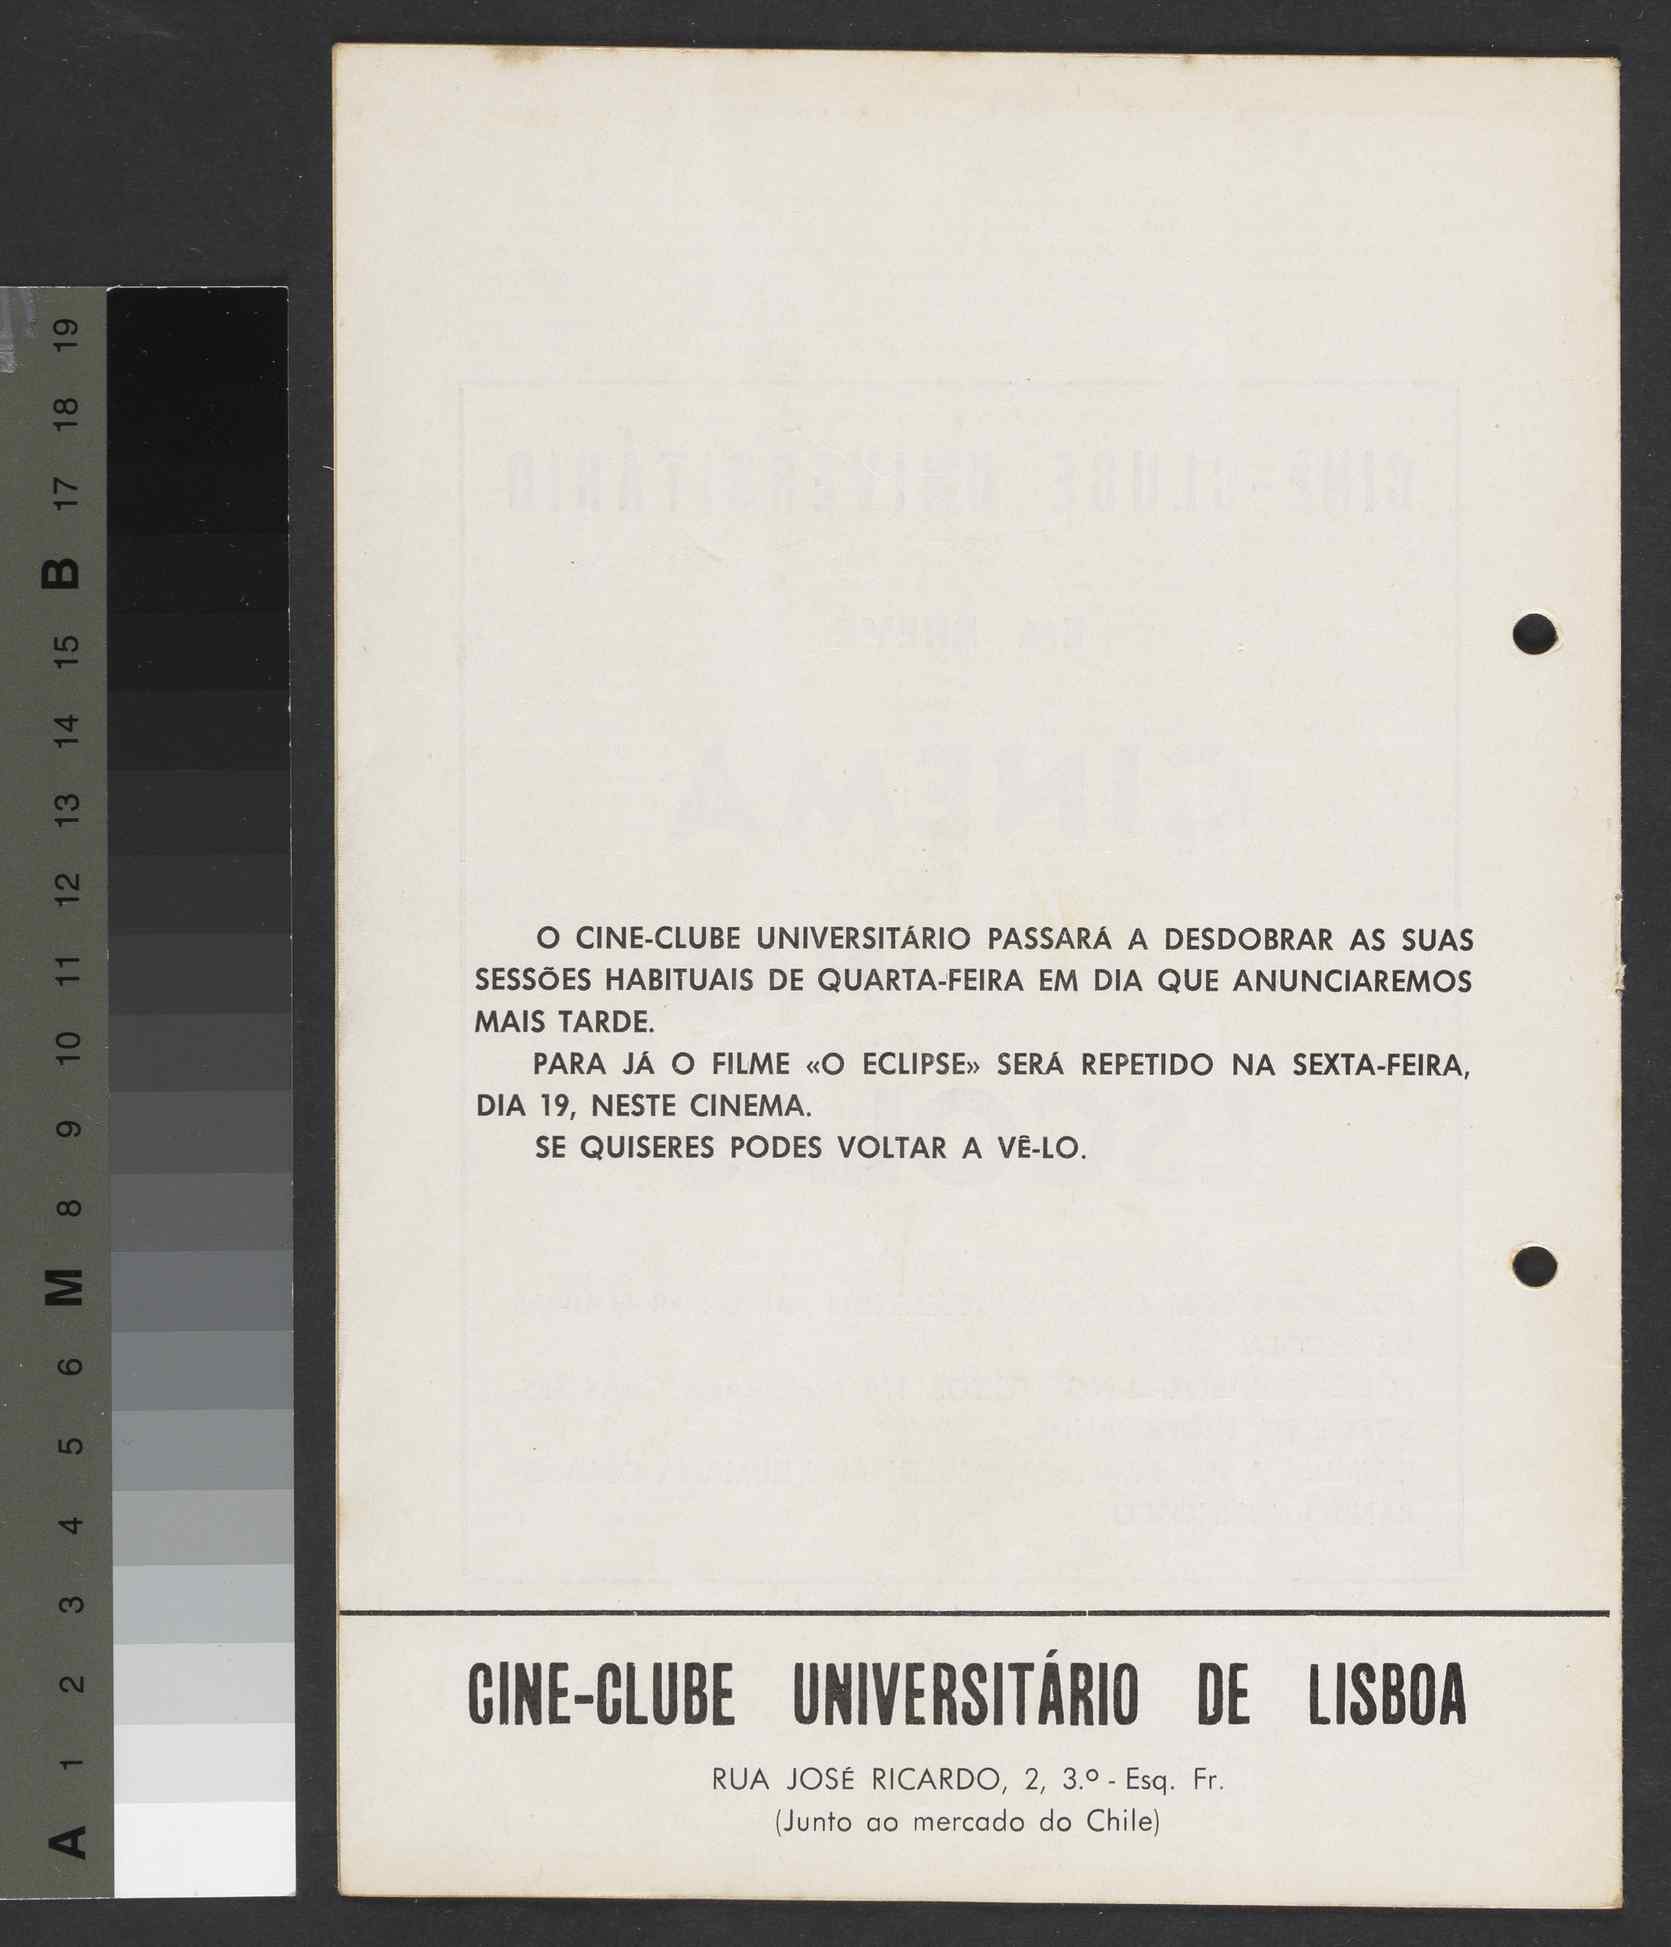 19
18
17
B
15
14
13
12
11
10
9
8
M
6
5
4
3
2
1
A
O CINE-CLUBE UNIVERSITÁRIO PASSARÁ A DESDOBRAR AS SUAS
SESSÕES HABITUAIS DE QUARTA-FEIRA EM DIA QUE ANUNCIAREMOS
MAIS TARDE.
PARA JÁ O FILME «O ECLIPSE» SERÁ REPETIDO NA SEXTA-FEIRA,
DIA 19, NESTE CINEMA.
SE QUISERES PODES VOLTAR A VÊ-LO.
CINE-CLUBE UNIVERSITÁRIO DE LISBOA
RUA JOSÉ RICARDO, 2, 3.º - Esq. Fr.
(Junto ao mercado do Chile)